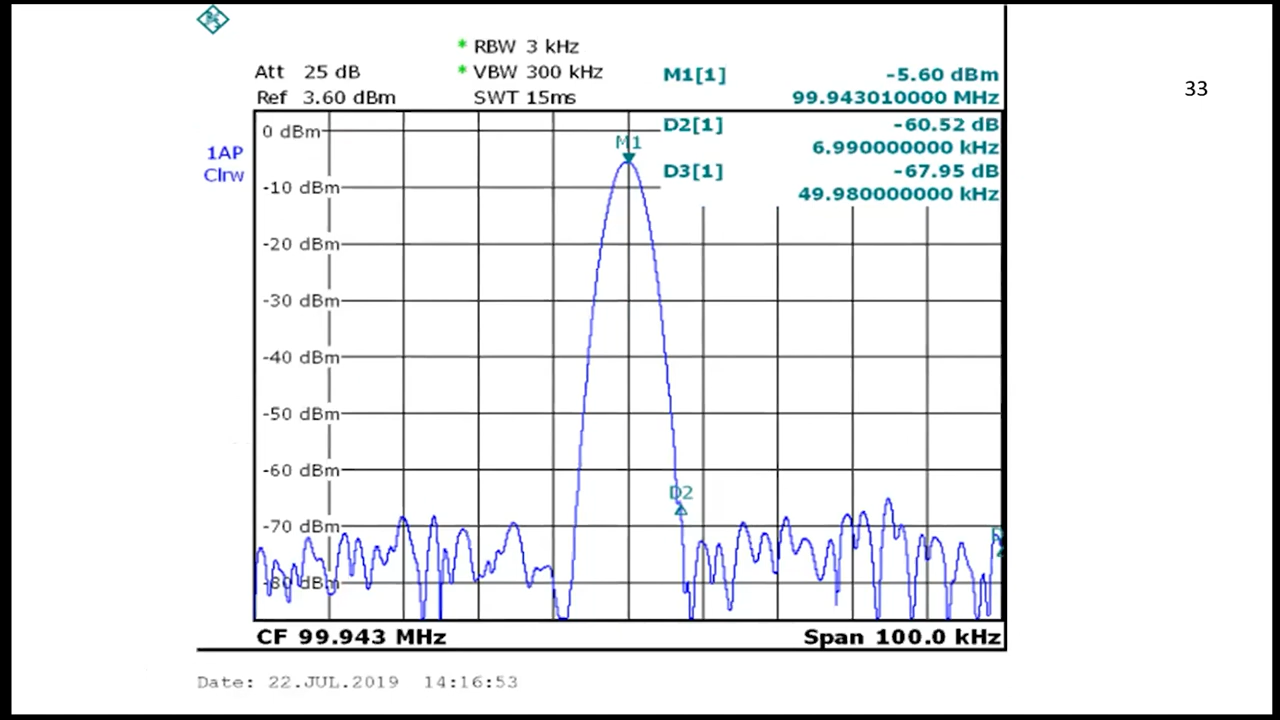 * RBW 3 kHz
Att 25 dB * VBW 300 kHz M1[1] -5.60 dBm
Ref 3.60 dBm SWT 15ms 99.943010000 MHz
33
0 dBm D2[1] -60.52 dB
M1
6.990000000 kHz
1AP
Clrw
D3[1] -67.95 dB
-10 dBm 49.980000000 kHz
-20 dBm
-30 dBm
-40 dBm
-50 dBm
-60 dBm
D2
-70 dBm
-80 dBm
CF 99.943 MHz Span 100.0 kHz
Date: 22.JUL.2019 14:16:53